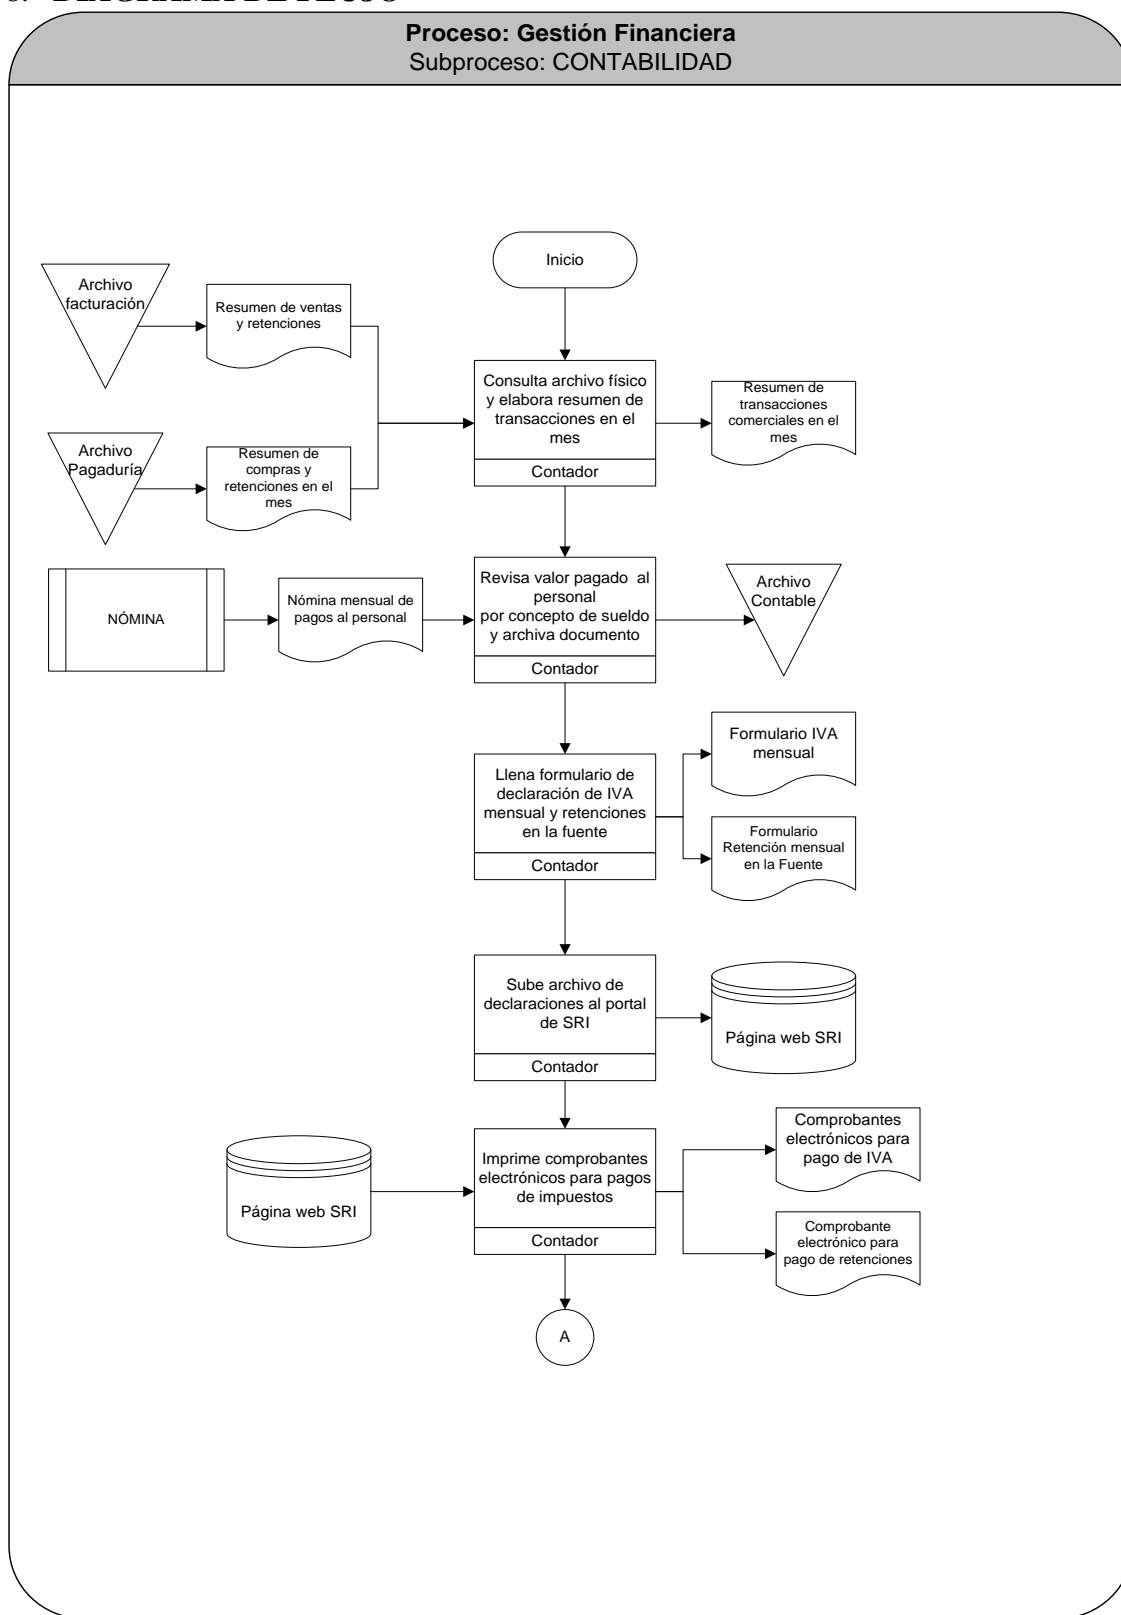 Proceso: Gestión Financiera
Subproceso: CONTABILIDAD
Inicio
Archivo
facturación
Resumen de ventas
y retenciones
Consulta archivo físico
y elabora resumen de
transacciones en el
mes
Contador
Resumen de
transacciones
comerciales en el
mes
Archivo
Pagaduría
Resumen de
compras y
retenciones en el
mes
NÓMINA
Nómina mensual de
pagos al personal
Revisa valor pagado al
personal
por concepto de sueldo
y archiva documento
Contador
Archivo
Contable
Llena formulario de
declaración de IVA
mensual y retenciones
en la fuente
Contador
Formulario IVA
mensual
Formulario
Retención mensual
en la Fuente
Sube archivo de
declaraciones al portal
de SRI
Contador
Página web SRI
Página web SRI
Imprime comprobantes
electrónicos para pagos
de impuestos
Contador
Comprobantes
electrónicos para
pago de IVA
Comprobante
electrónico para
pago de retenciones
A